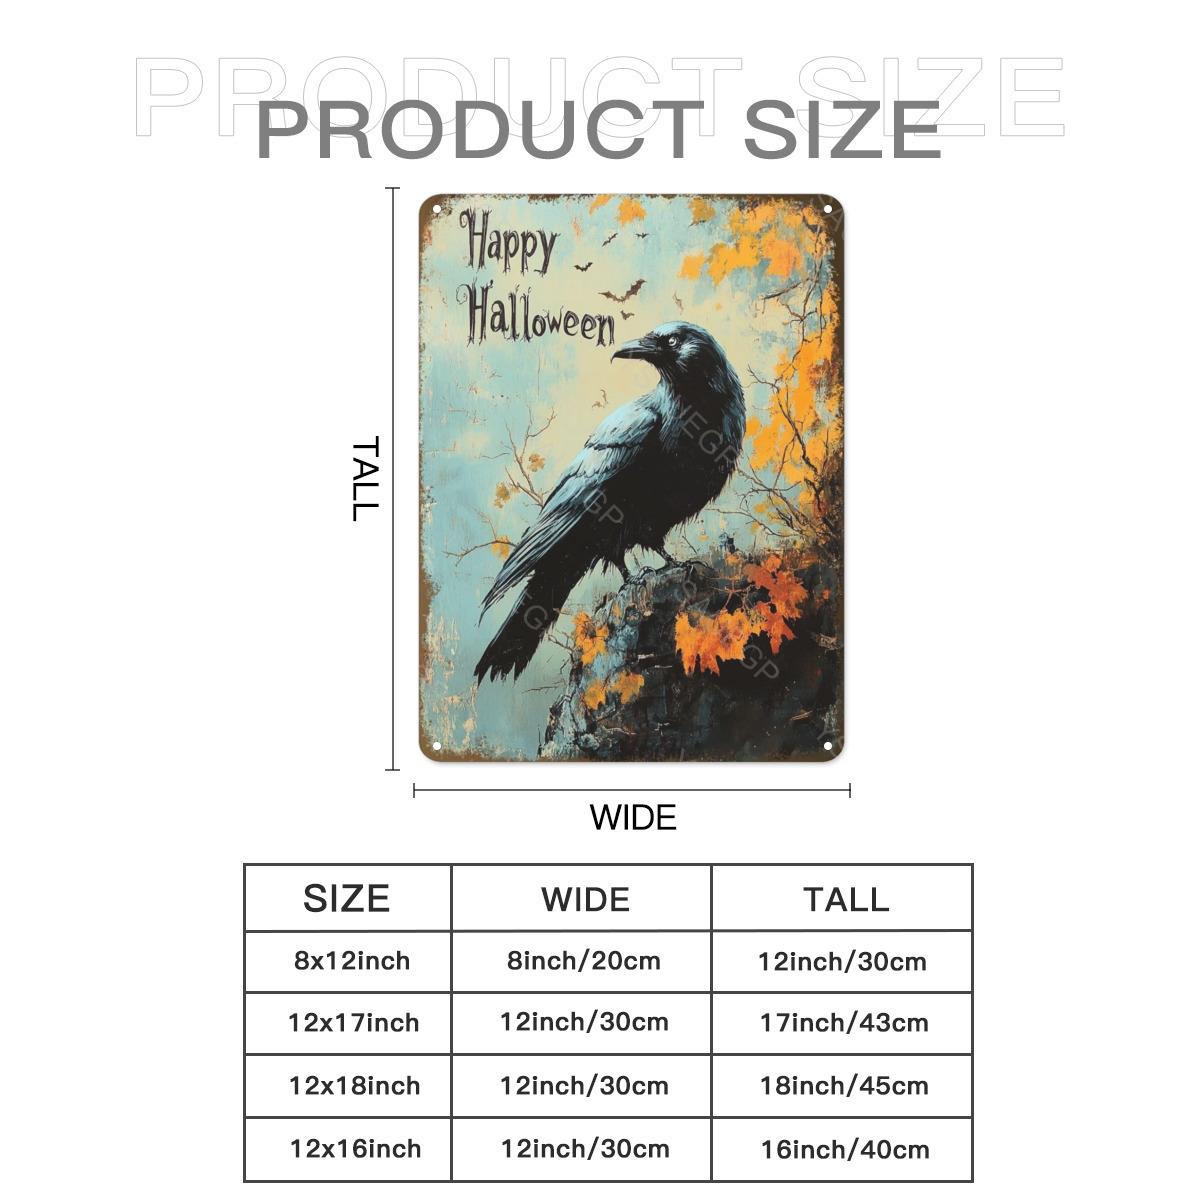 PRODUCT SIZE
PRODUCT SIZE
Happy
Halloween
TALL
WIDE
SIZE WIDE TALL
8x12inch 8inch/20cm 12inch/30cm
12x17inch 12inch/30cm 17inch/43cm
12x18inch 12inch/30cm 18inch/45cm
12x16inch 12inch/30cm 16inch/40cm